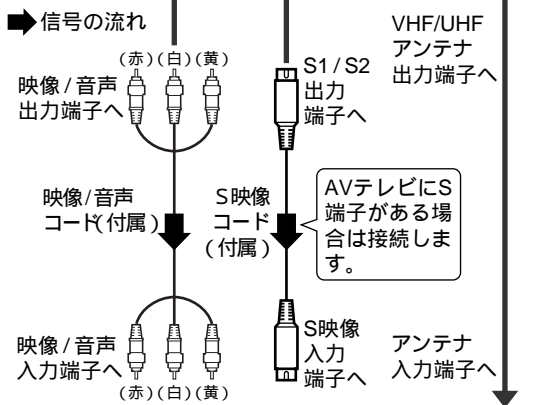 信号の流れ
(赤)(白)(黄)
映像/音声
出力端子へ
S1/S2
出力
端子へ
VHF/UHF
アンテナ
出力端子へ
映像/音声
コード(付属)
S映像
コード
(付属)
AVテレビにS
端子がある場
合は接続しま
す。
映像/音声
入力端子へ
(赤)(白)(黄)
S映像
入力
端子へ
アンテナ
入力端子へ